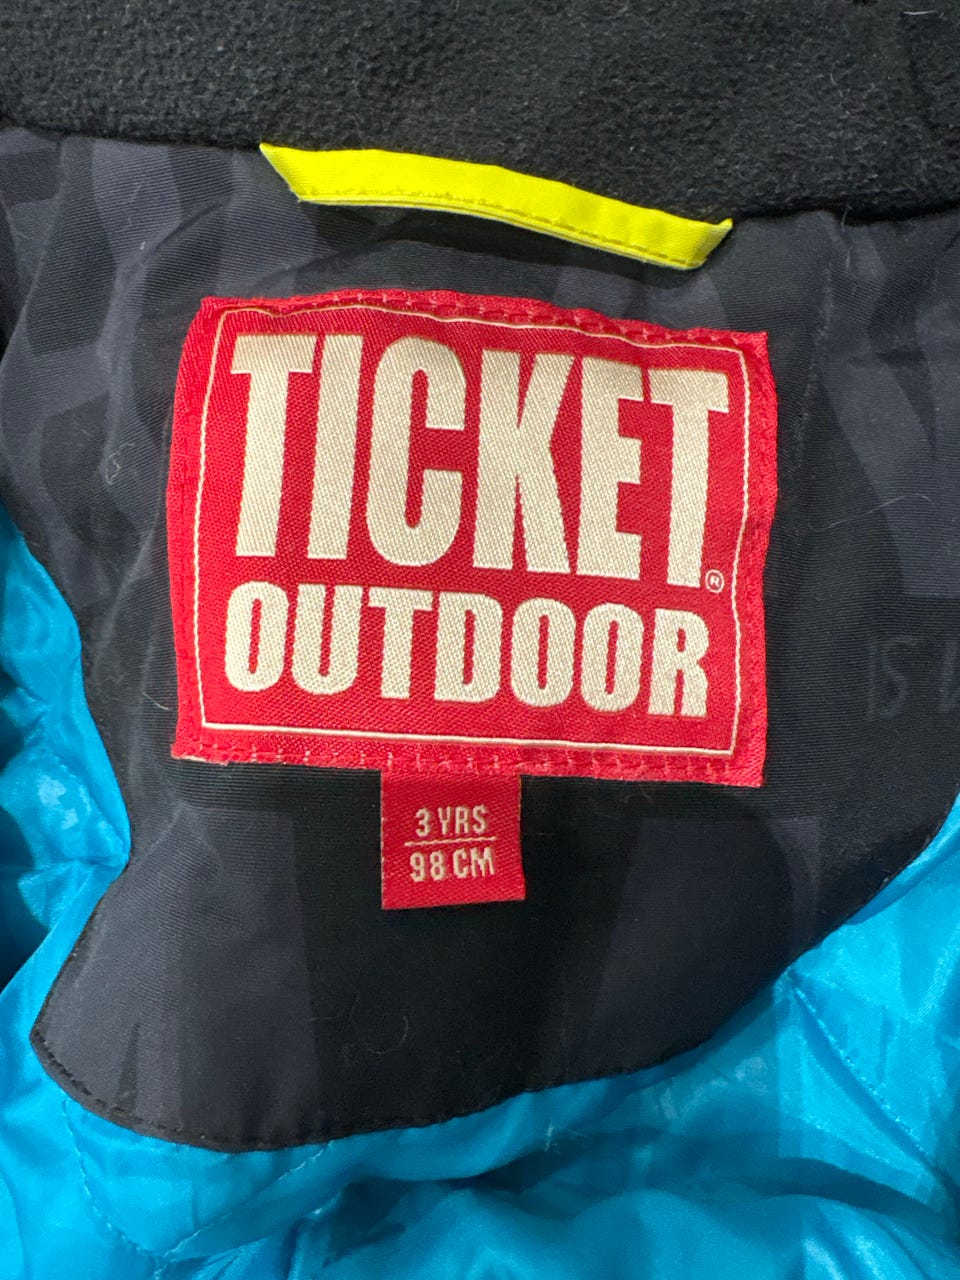 TICKET
®
OUTDOOR
3 YRS
98 CM